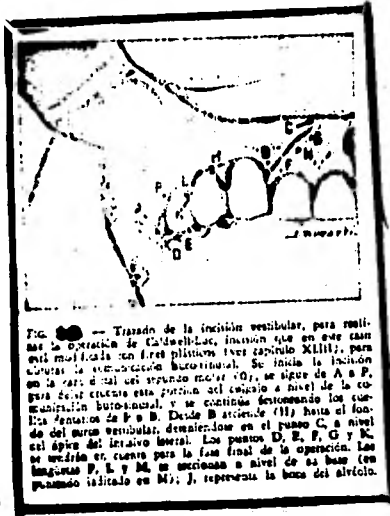 C
B
M
H
F
L
P
J
E
D
FIG. — Trazado de la incisión vestibular, para reali-
zar la operación de Caldwell-Luc, incisión que en este caso
está modificada con fines plásticos (ver capítulo XLIII), para
la comunicación buco-sinusal. Se inicia la incisión
en la cara distal del segundo molar se sigue de A a P,
para dejar cruenta esta porción del colgajo a nivel de la co-
municación buco-sinusal, y se continúa festoneando los cue-
llos dentarios de a B. Desde B asciende (H) hasta el fon-
do del surco vestibular, deteniéndose en el punto C, a nivel
del ápice del incisivo lateral. Los puntos D, E, F, G y K,
se tendrán en cuenta para la fase final de la operación. Las
lengüetas P, L y M, se seccionan a nivel de su base (en
punteado indicado en M); J, representa la boca del alvéolo.